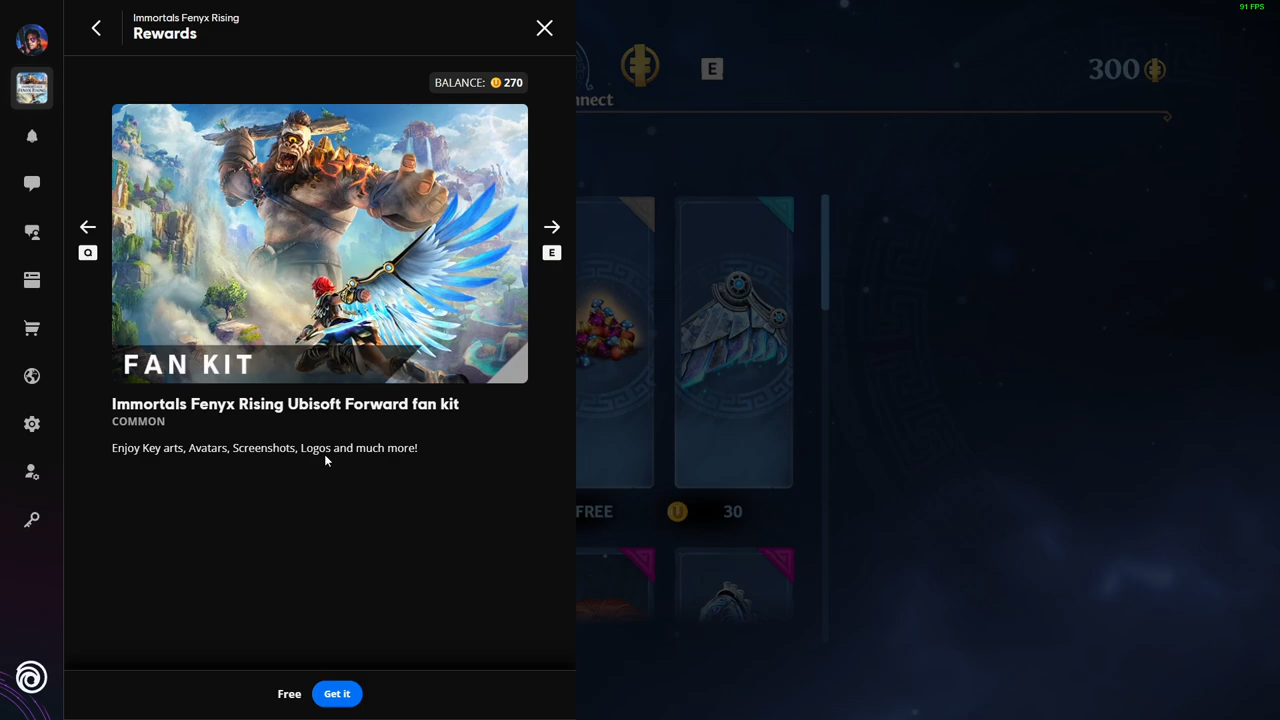 91 FPS
Immortals Fenyx Rising
Rewards
BALANCE: 270
E
300
nnect
Q
E
FAN KIT
Immortals Fenyx Rising Ubisoft Forward fan kit
COMMON
Enjoy Key arts, Avatars, Screenshots, Logos and much more!
FREE
30
Free
Get it